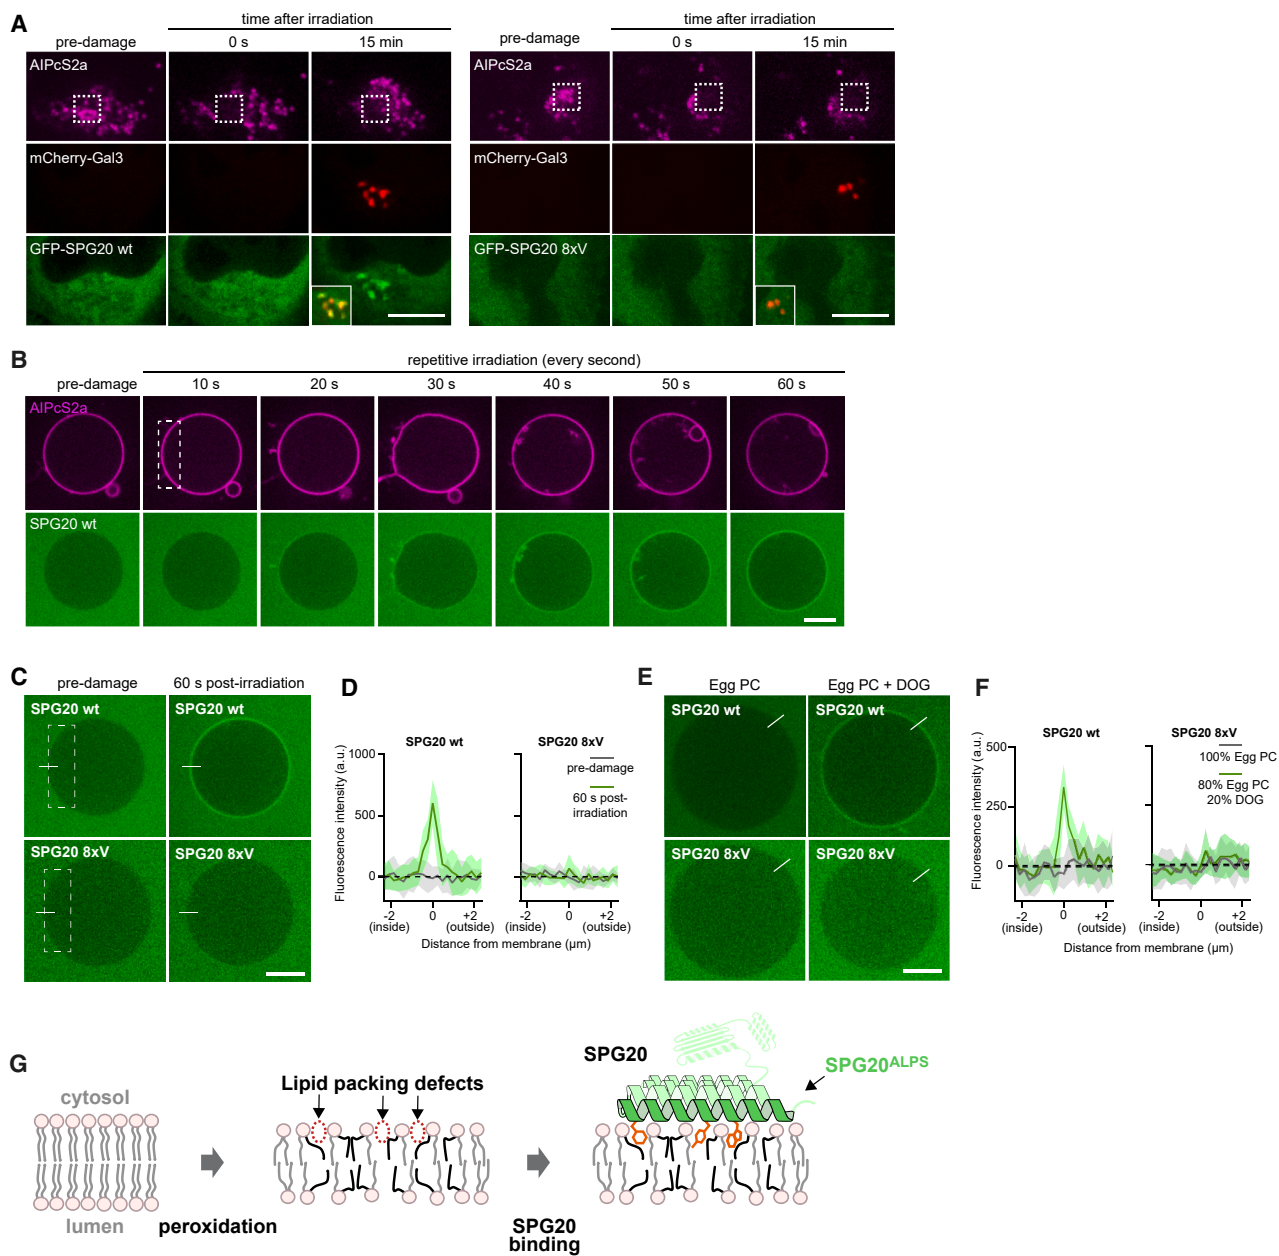 A
time after irradiation
pre-damage
0 s
15 min
AlPcS2a
mCherry-Gal3
GFP-SPG20 wt
time after irradiation
pre-damage
0 s
15 min
AlPcS2a
mCherry-Gal3
GFP-SPG20 8xV
B
repetitive irradiation (every second)
pre-damage
10 s
20 s
30 s
40 s
50 s
60 s
AlPcS2a
SPG20 wt
C
pre-damage
60 s post-irradiation
SPG20 wt
SPG20 wt
SPG20 8xV
SPG20 8xV
D
SPG20 wt
SPG20 8xV
Fluorescence intensity (a.u.)
1000
500
0
pre-damage
60 s post-
irradiation
-2
(inside)
0
+2
(outside)
-2
(inside)
0
+2
(outside)
Distance from membrane (µm)
E
Egg PC
Egg PC + DOG
SPG20 wt
SPG20 wt
SPG20 8xV
SPG20 8xV
F
SPG20 wt
SPG20 8xV
Fluorescence intensity (a.u.)
500
250
0
100% Egg PC
80% Egg PC
20% DOG
-2
(inside)
0
+2
(outside)
-2
(inside)
0
+2
(outside)
Distance from membrane (µm)
G
cytosol
lumen
peroxidation
Lipid packing defects
SPG20
binding
SPG20
SPG20ALPS